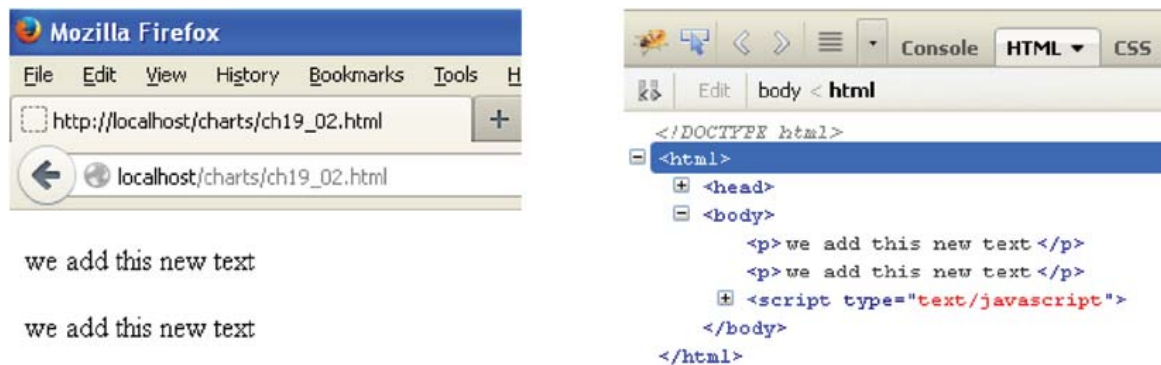 Mozilla Firefox
File Edit View History Bookmarks Tools H
http://localhost/charts/ch19_02.html +
localhost/charts/ch19_02.html
we add this new text
we add this new text
Console HTML CSS
Edit body < html
<!DOCTYPE html>
<html>
<head>
<body>
<p>we add this new text</p>
<p>we add this new text</p>
<script type="text/javascript">
</body>
</html>